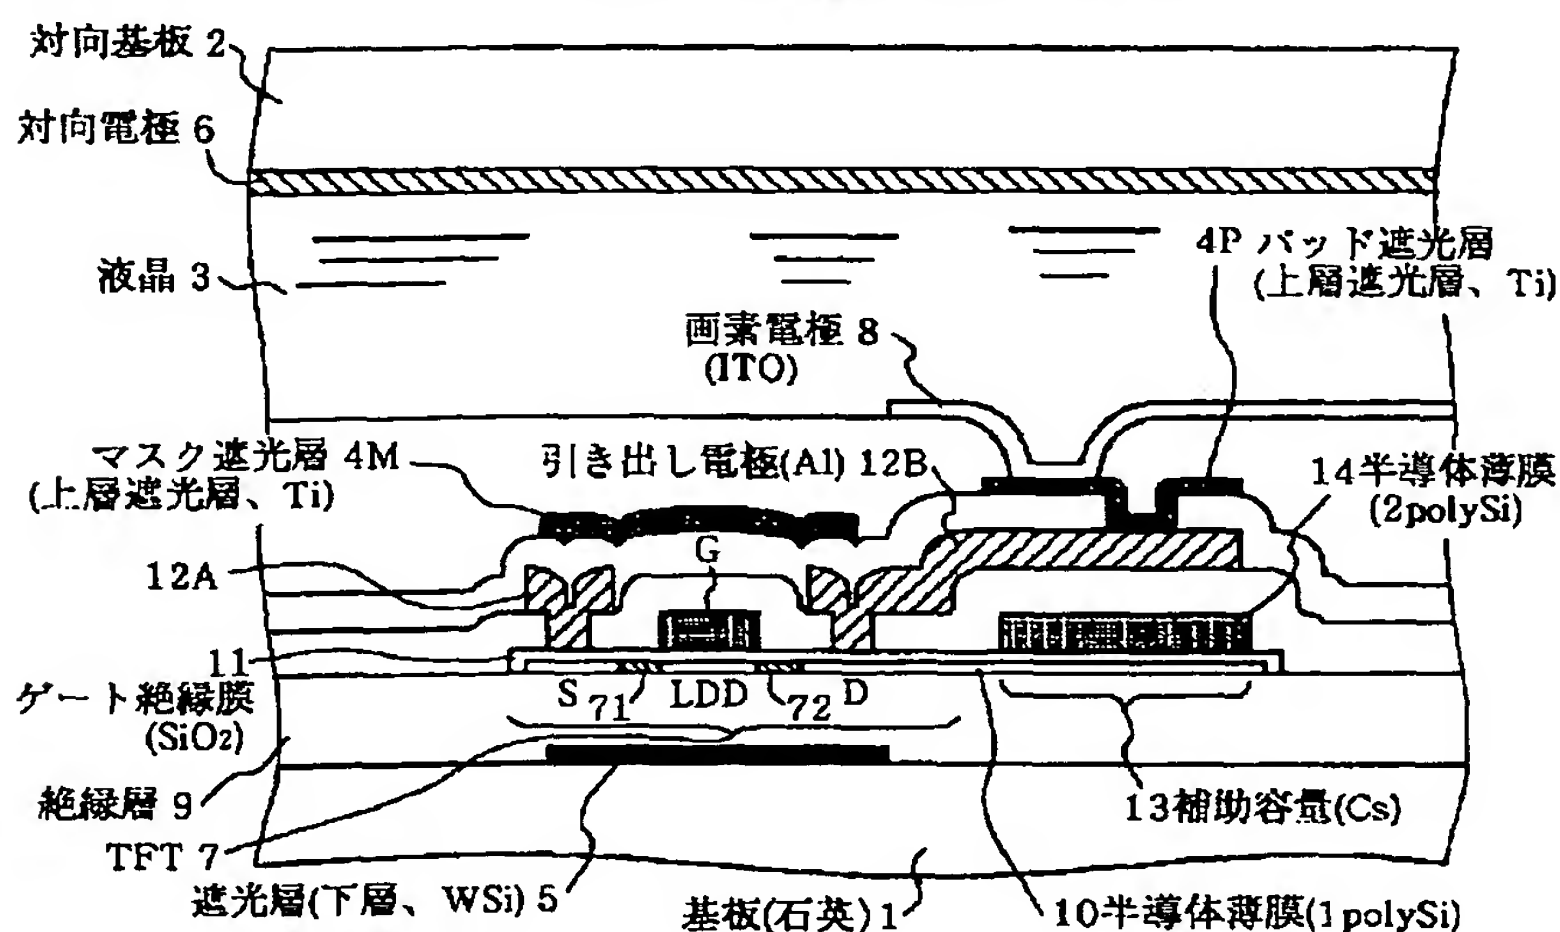 対向基板 2
対向電極 6
液晶 3
4P パッド遮光層
(上層遮光層、Ti)
画素電極 8
(ITO)
マスク遮光層 4M
(上層遮光層、Ti)
引き出し電極(Al) 12B
14半導体薄膜
(2polySi)
G
12A
11
ゲート絶縁膜
(SiO2)
S 71 LDD 72 D
絶縁層 9
13補助容量(Cs)
TFT 7
遮光層(下層、WSi) 5
基板(石英) 1
10半導体薄膜(1polySi)